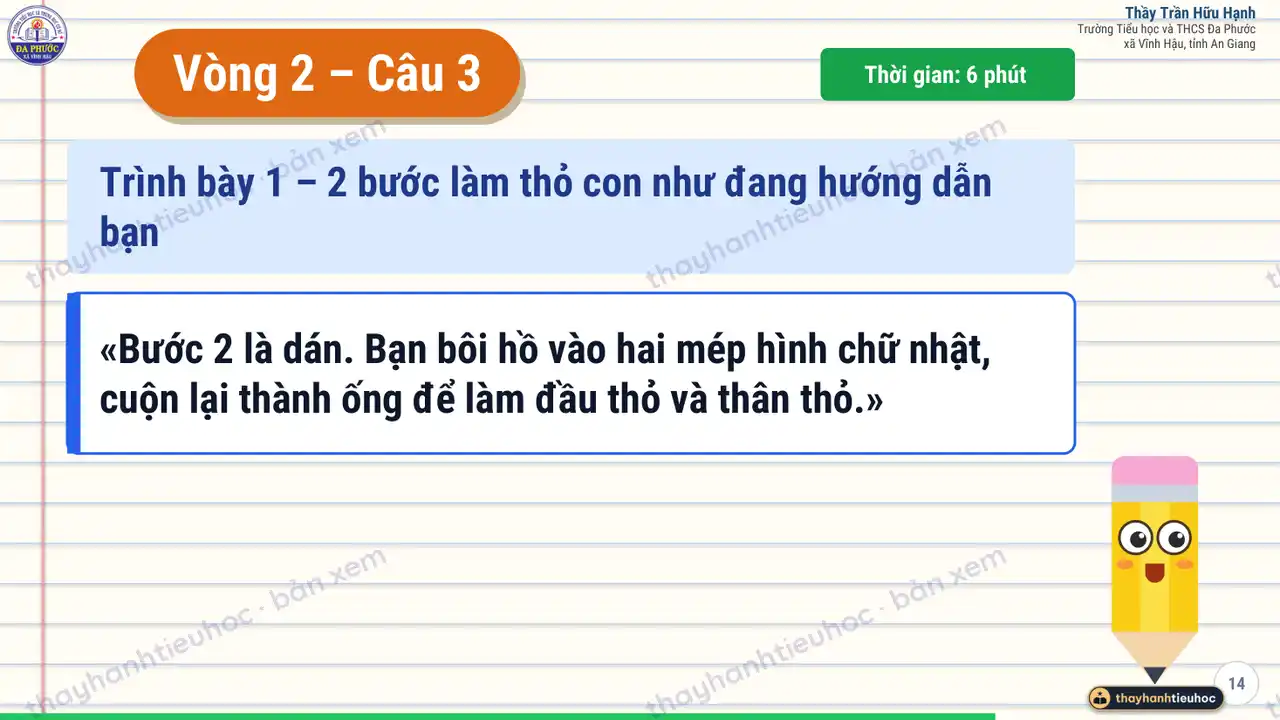 Thầy Trần Hữu Hạnh
Trường Tiểu học và THCS Đa Phước
xã Vĩnh Hậu, tỉnh An Giang
ĐA PHƯỚC
XÃ VĨNH HẬU
Vòng 2 – Câu 3
Thời gian: 6 phút
Trình bày 1 – 2 bước làm thỏ con như đang hướng dẫn
bạn
«Bước 2 là dán. Bạn bôi hồ vào hai mép hình chữ nhật,
cuộn lại thành ống để làm đầu thỏ và thân thỏ.»
thayhanhtieuhoc · bản xem
thayhanhtieuhoc · bản xem
thayhanhtieuhoc · bản xem
thayhanhtieuhoc · bản xem
14
thayhanhtieuhoc